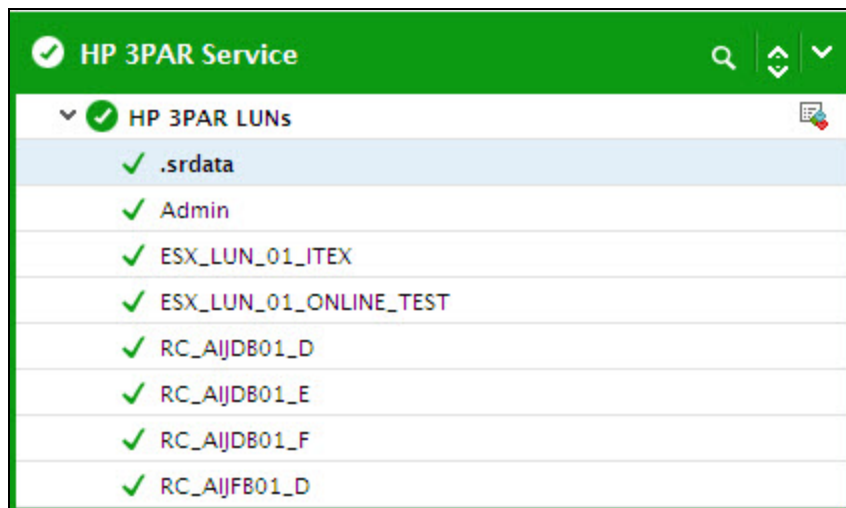 HP 3PAR Service
HP 3PAR LUNs
.srdata
Admin
ESX_LUN_01_ITEX
ESX_LUN_01_ONLINE_TEST
RC_AIJDB01_D
RC_AIJDB01_E
RC_AIJDB01_F
RC_AIJFB01_D